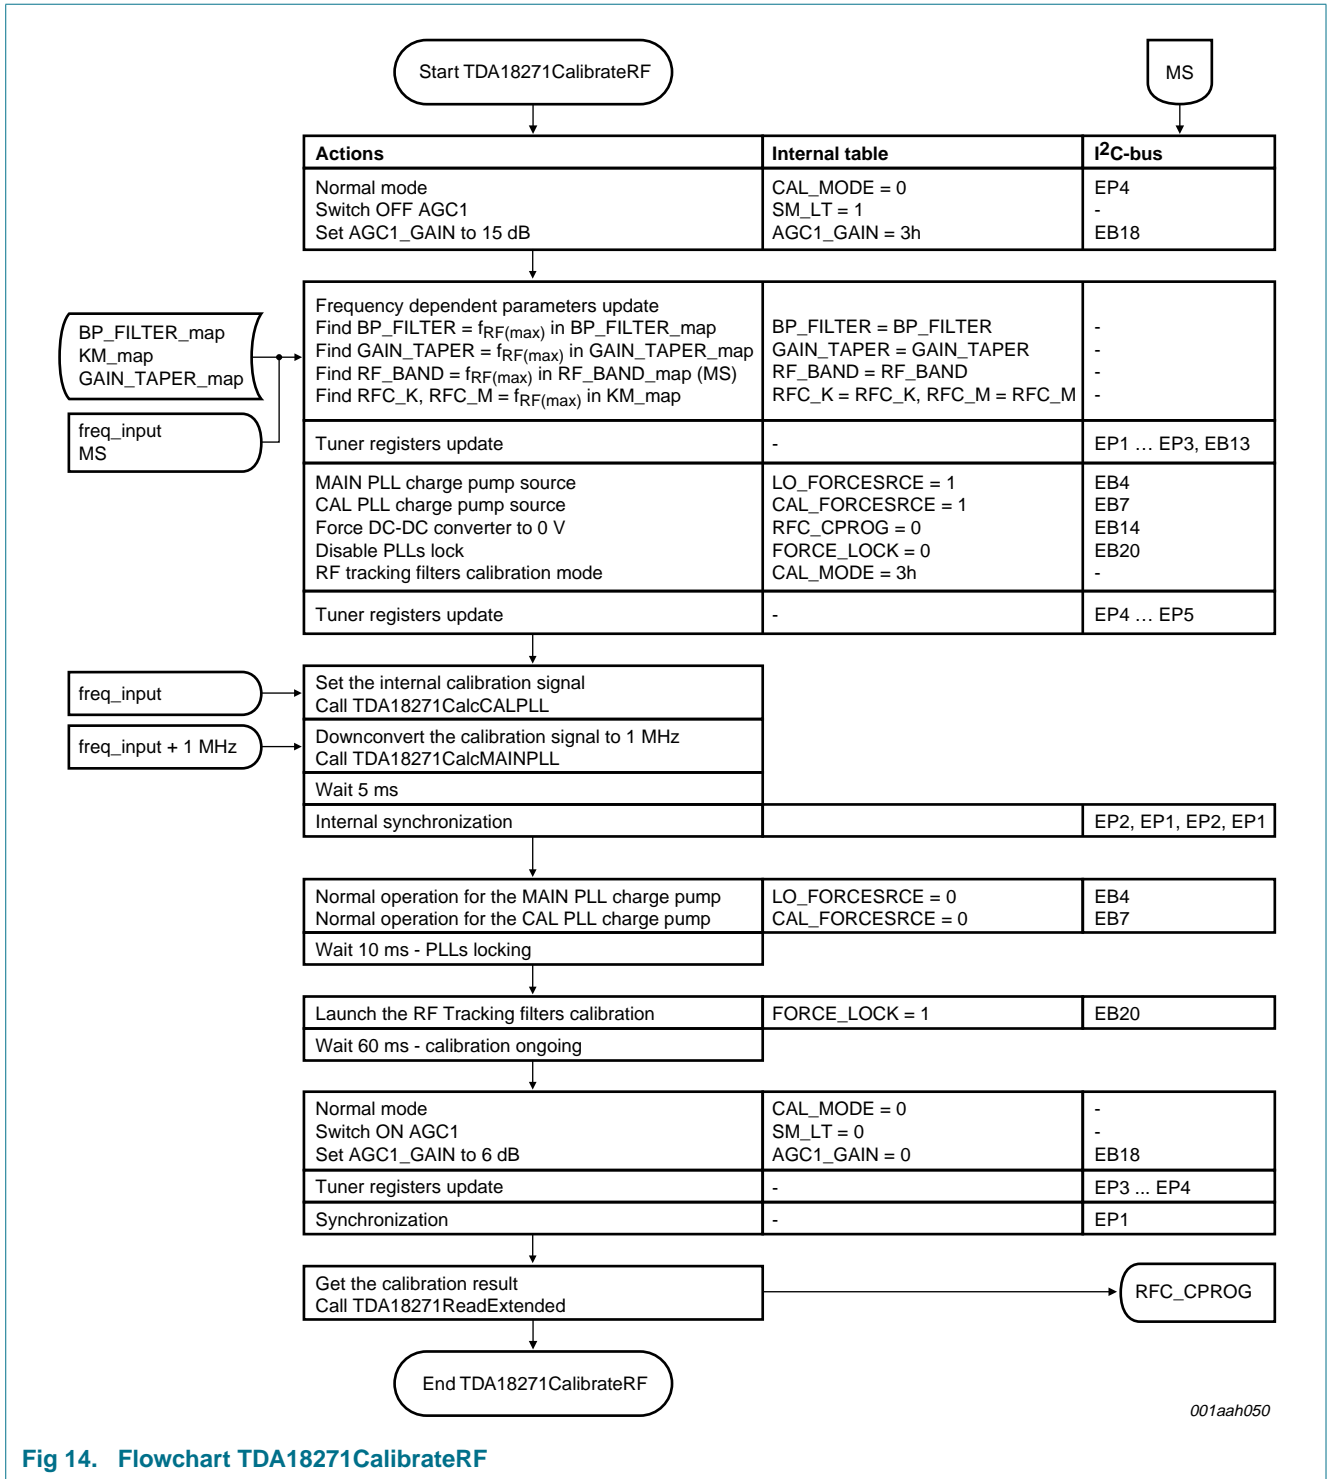 Start TDA18271CalibrateRF
MS
Actions Internal table I2C-bus
Normal mode CAL_MODE = 0 EP4
Switch OFF AGC1 SM_LT = 1 -
Set AGC1_GAIN to 15 dB AGC1_GAIN = 3h EB18
BP_FILTER_map
KM_map
GAIN_TAPER_map
freq_input
MS
Frequency dependent parameters update
Find BP_FILTER = fRF(max) in BP_FILTER_map BP_FILTER = BP_FILTER -
Find GAIN_TAPER = fRF(max) in GAIN_TAPER_map GAIN_TAPER = GAIN_TAPER -
Find RF_BAND = fRF(max) in RF_BAND_map (MS) RF_BAND = RF_BAND -
Find RFC_K, RFC_M = fRF(max) in KM_map RFC_K = RFC_K, RFC_M = RFC_M -
Tuner registers update - EP1 … EP3, EB13
MAIN PLL charge pump source LO_FORCESRCE = 1 EB4
CAL PLL charge pump source CAL_FORCESRCE = 1 EB7
Force DC-DC converter to 0 V RFC_CPROG = 0 EB14
Disable PLLs lock FORCE_LOCK = 0 EB20
RF tracking filters calibration mode CAL_MODE = 3h -
Tuner registers update - EP4 … EP5
freq_input
Set the internal calibration signal
Call TDA18271CalcCALPLL
freq_input + 1 MHz
Downconvert the calibration signal to 1 MHz
Call TDA18271CalcMAINPLL
Wait 5 ms
Internal synchronization EP2, EP1, EP2, EP1
Normal operation for the MAIN PLL charge pump LO_FORCESRCE = 0 EB4
Normal operation for the CAL PLL charge pump CAL_FORCESRCE = 0 EB7
Wait 10 ms - PLLs locking
Launch the RF Tracking filters calibration FORCE_LOCK = 1 EB20
Wait 60 ms - calibration ongoing
Normal mode CAL_MODE = 0 -
Switch ON AGC1 SM_LT = 0 -
Set AGC1_GAIN to 6 dB AGC1_GAIN = 0 EB18
Tuner registers update - EP3 ... EP4
Synchronization - EP1
Get the calibration result
Call TDA18271ReadExtended
RFC_CPROG
End TDA18271CalibrateRF
001aah050
Fig 14. Flowchart TDA18271CalibrateRF